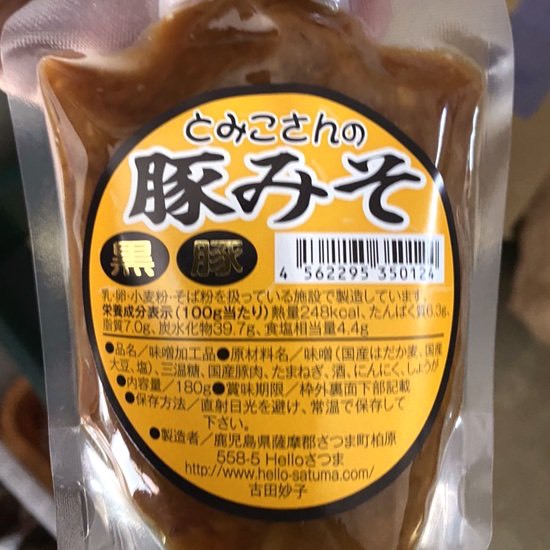 とみこさんの
豚みそ
黒 豚
4 562295 350124
乳・卵・小麦粉・そば粉を扱っている施設で製造しています。
栄養成分表示（100g当たり）熱量248kcal、たんぱく質6.3g、
脂質7.0g、炭水化物39.7g、食塩相当量4.4g
●品名／味噌加工品●原材料名／味噌（国産はだか麦、国産
大豆、塩）、三温糖、国産豚肉、たまねぎ、酒、にんにく、しょうが
●内容量／180g●賞味期限／枠外裏面下部記載
●保存方法／直射日光を避け、常温で保存して
下さい。
●製造者／鹿児島県薩摩郡さつま町柏原
558-5 Helloさつま
http://www.hello-satuma.com/
古田妙子